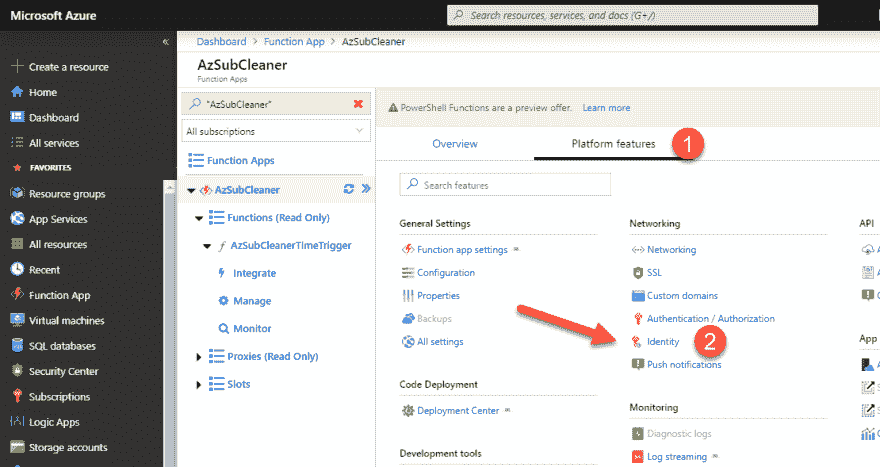 Microsoft Azure
Search resources, services, and docs (G+/)
«
Create a resource
Home
Dashboard
All services
FAVORITES
Resource groups
App Services
All resources
Recent
Function App
Virtual machines
SQL databases
Security Center
Subscriptions
Logic Apps
Storage accounts
Dashboard > Function App > AzSubCleaner
AzSubCleaner
Function Apps
"AzSubCleaner"
All subscriptions
Function Apps
AzSubCleaner
Functions (Read Only)
AzSubCleanerTimeTrigger
Integrate
Manage
Monitor
Proxies (Read Only)
Slots
PowerShell Functions are a preview offer. Learn more
Overview
Platform features
1
Search features
General Settings
Function app settings
Configuration
Properties
Backups
All settings
Code Deployment
Deployment Center
Development tools
Networking
Networking
SSL
Custom domains
Authentication / Authorization
Identity
2
Push notifications
Monitoring
Diagnostic logs
Log streaming
API
App